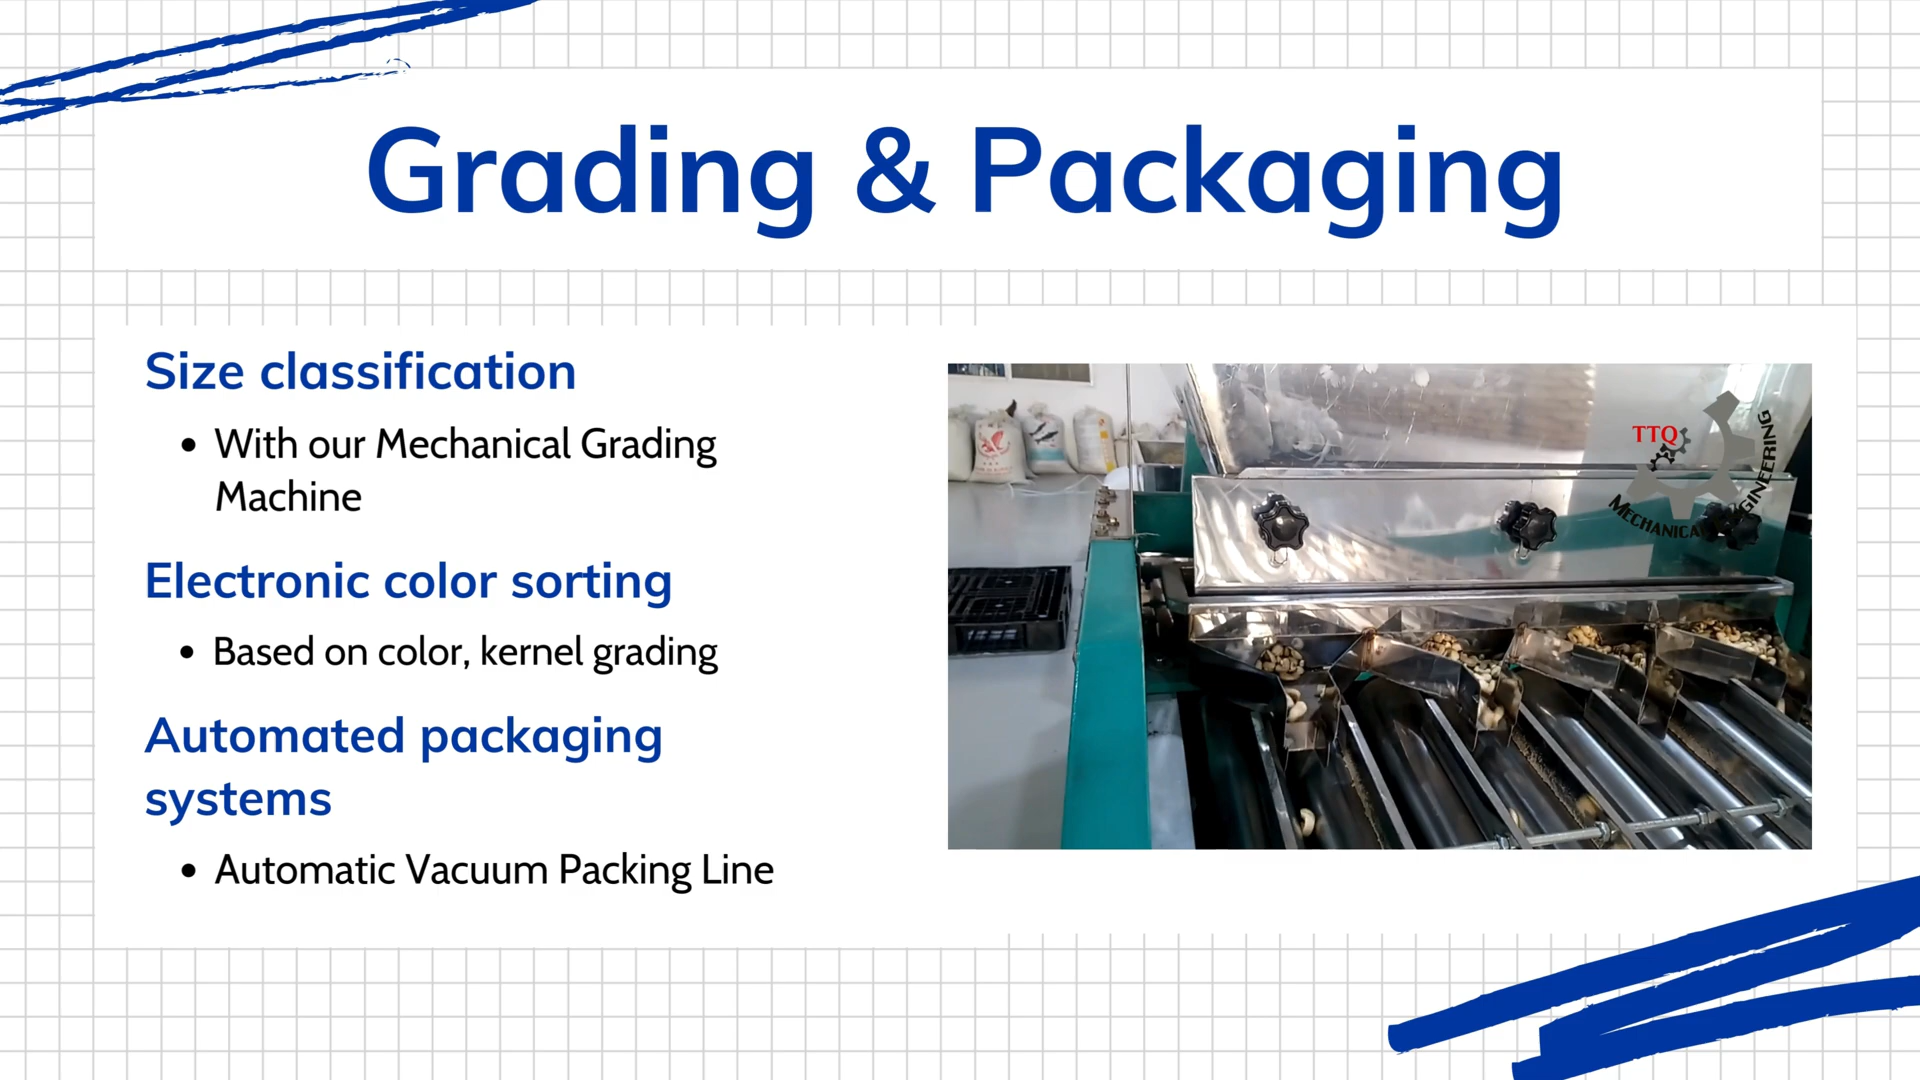 Grading & Packaging
Size classification
• With our Mechanical Grading
Machine
Electronic color sorting
• Based on color, kernel grading
Automated packaging
systems
• Automatic Vacuum Packing Line
TTQ
MECHANICAL